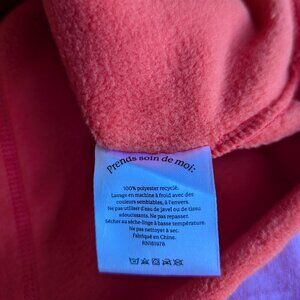 Prends soin de moi:
100% polyester recyclé.
Lavage en machine à froid avec des
couleurs semblables, à l'envers.
Ne pas utiliser d'eau de javel ou de tissu
adoucissants. Ne pas repasser.
Sécher au sèche-linge à basse température.
Ne pas nettoyer à sec.
Fabriqué en Chine.
RN161978